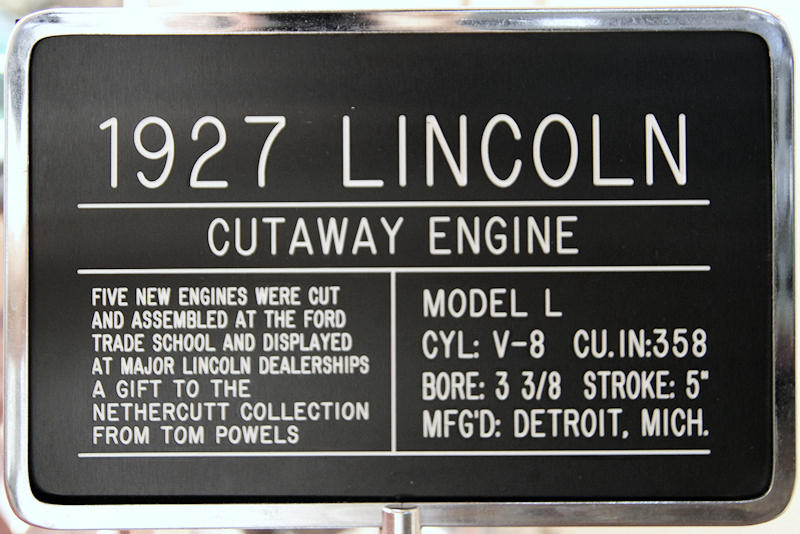 1927 LINCOLN
CUTAWAY ENGINE
FIVE NEW ENGINES WERE CUT
AND ASSEMBLED AT THE FORD
TRADE SCHOOL AND DISPLAYED
AT MAJOR LINCOLN DEALERSHIPS
A GIFT TO THE
NETHERCUTT COLLECTION
FROM TOM POWELS
MODEL L
CYL: V-8 CU.IN:358
BORE: 3 3/8 STROKE: 5"
MFG'D: DETROIT, MICH.